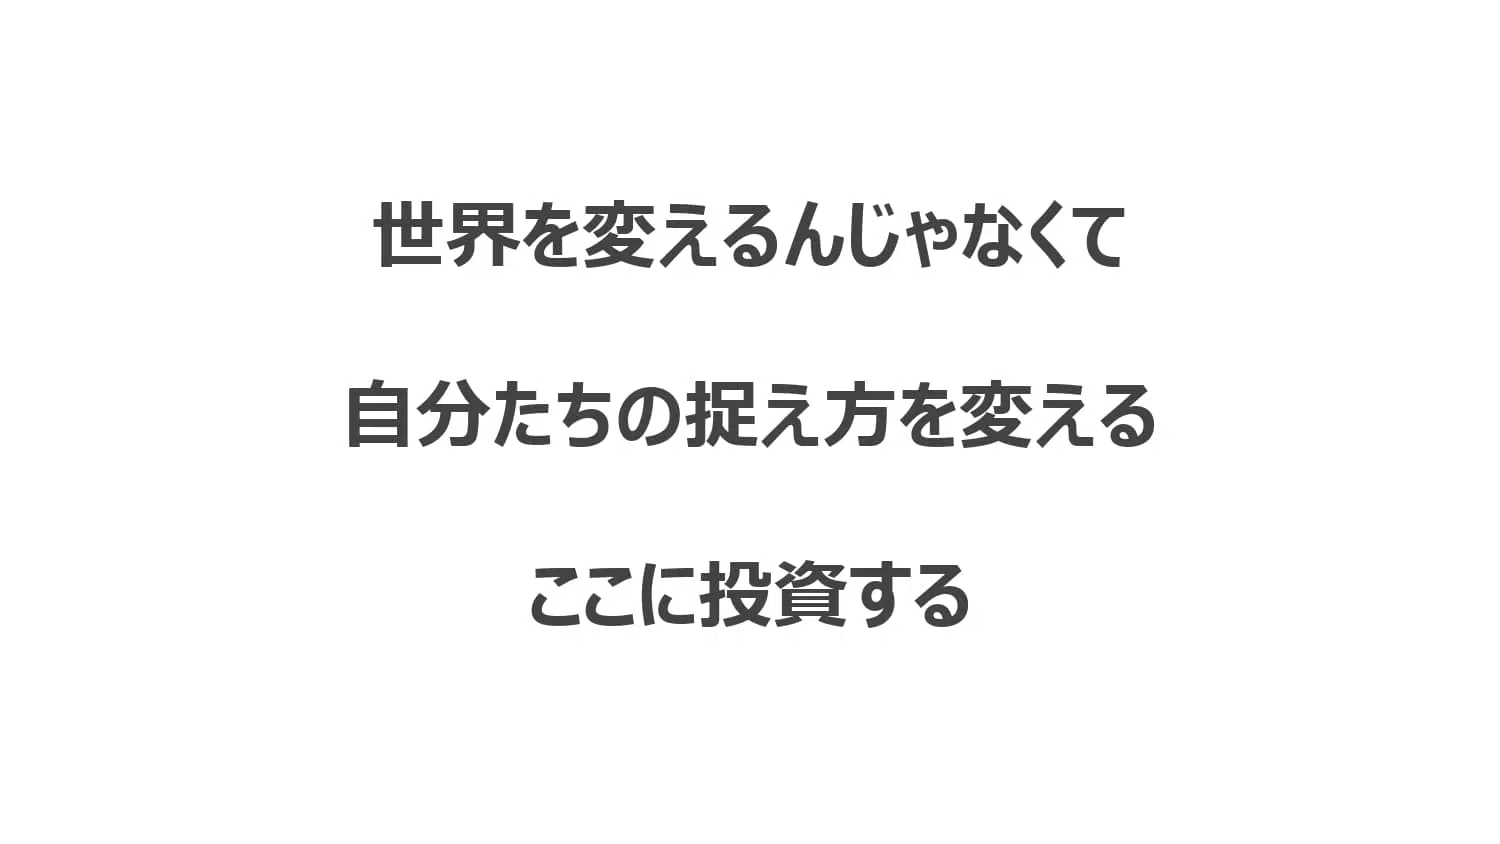 世界を変えるんじゃなくて
自分たちの捉え方を変える
ここに投資する